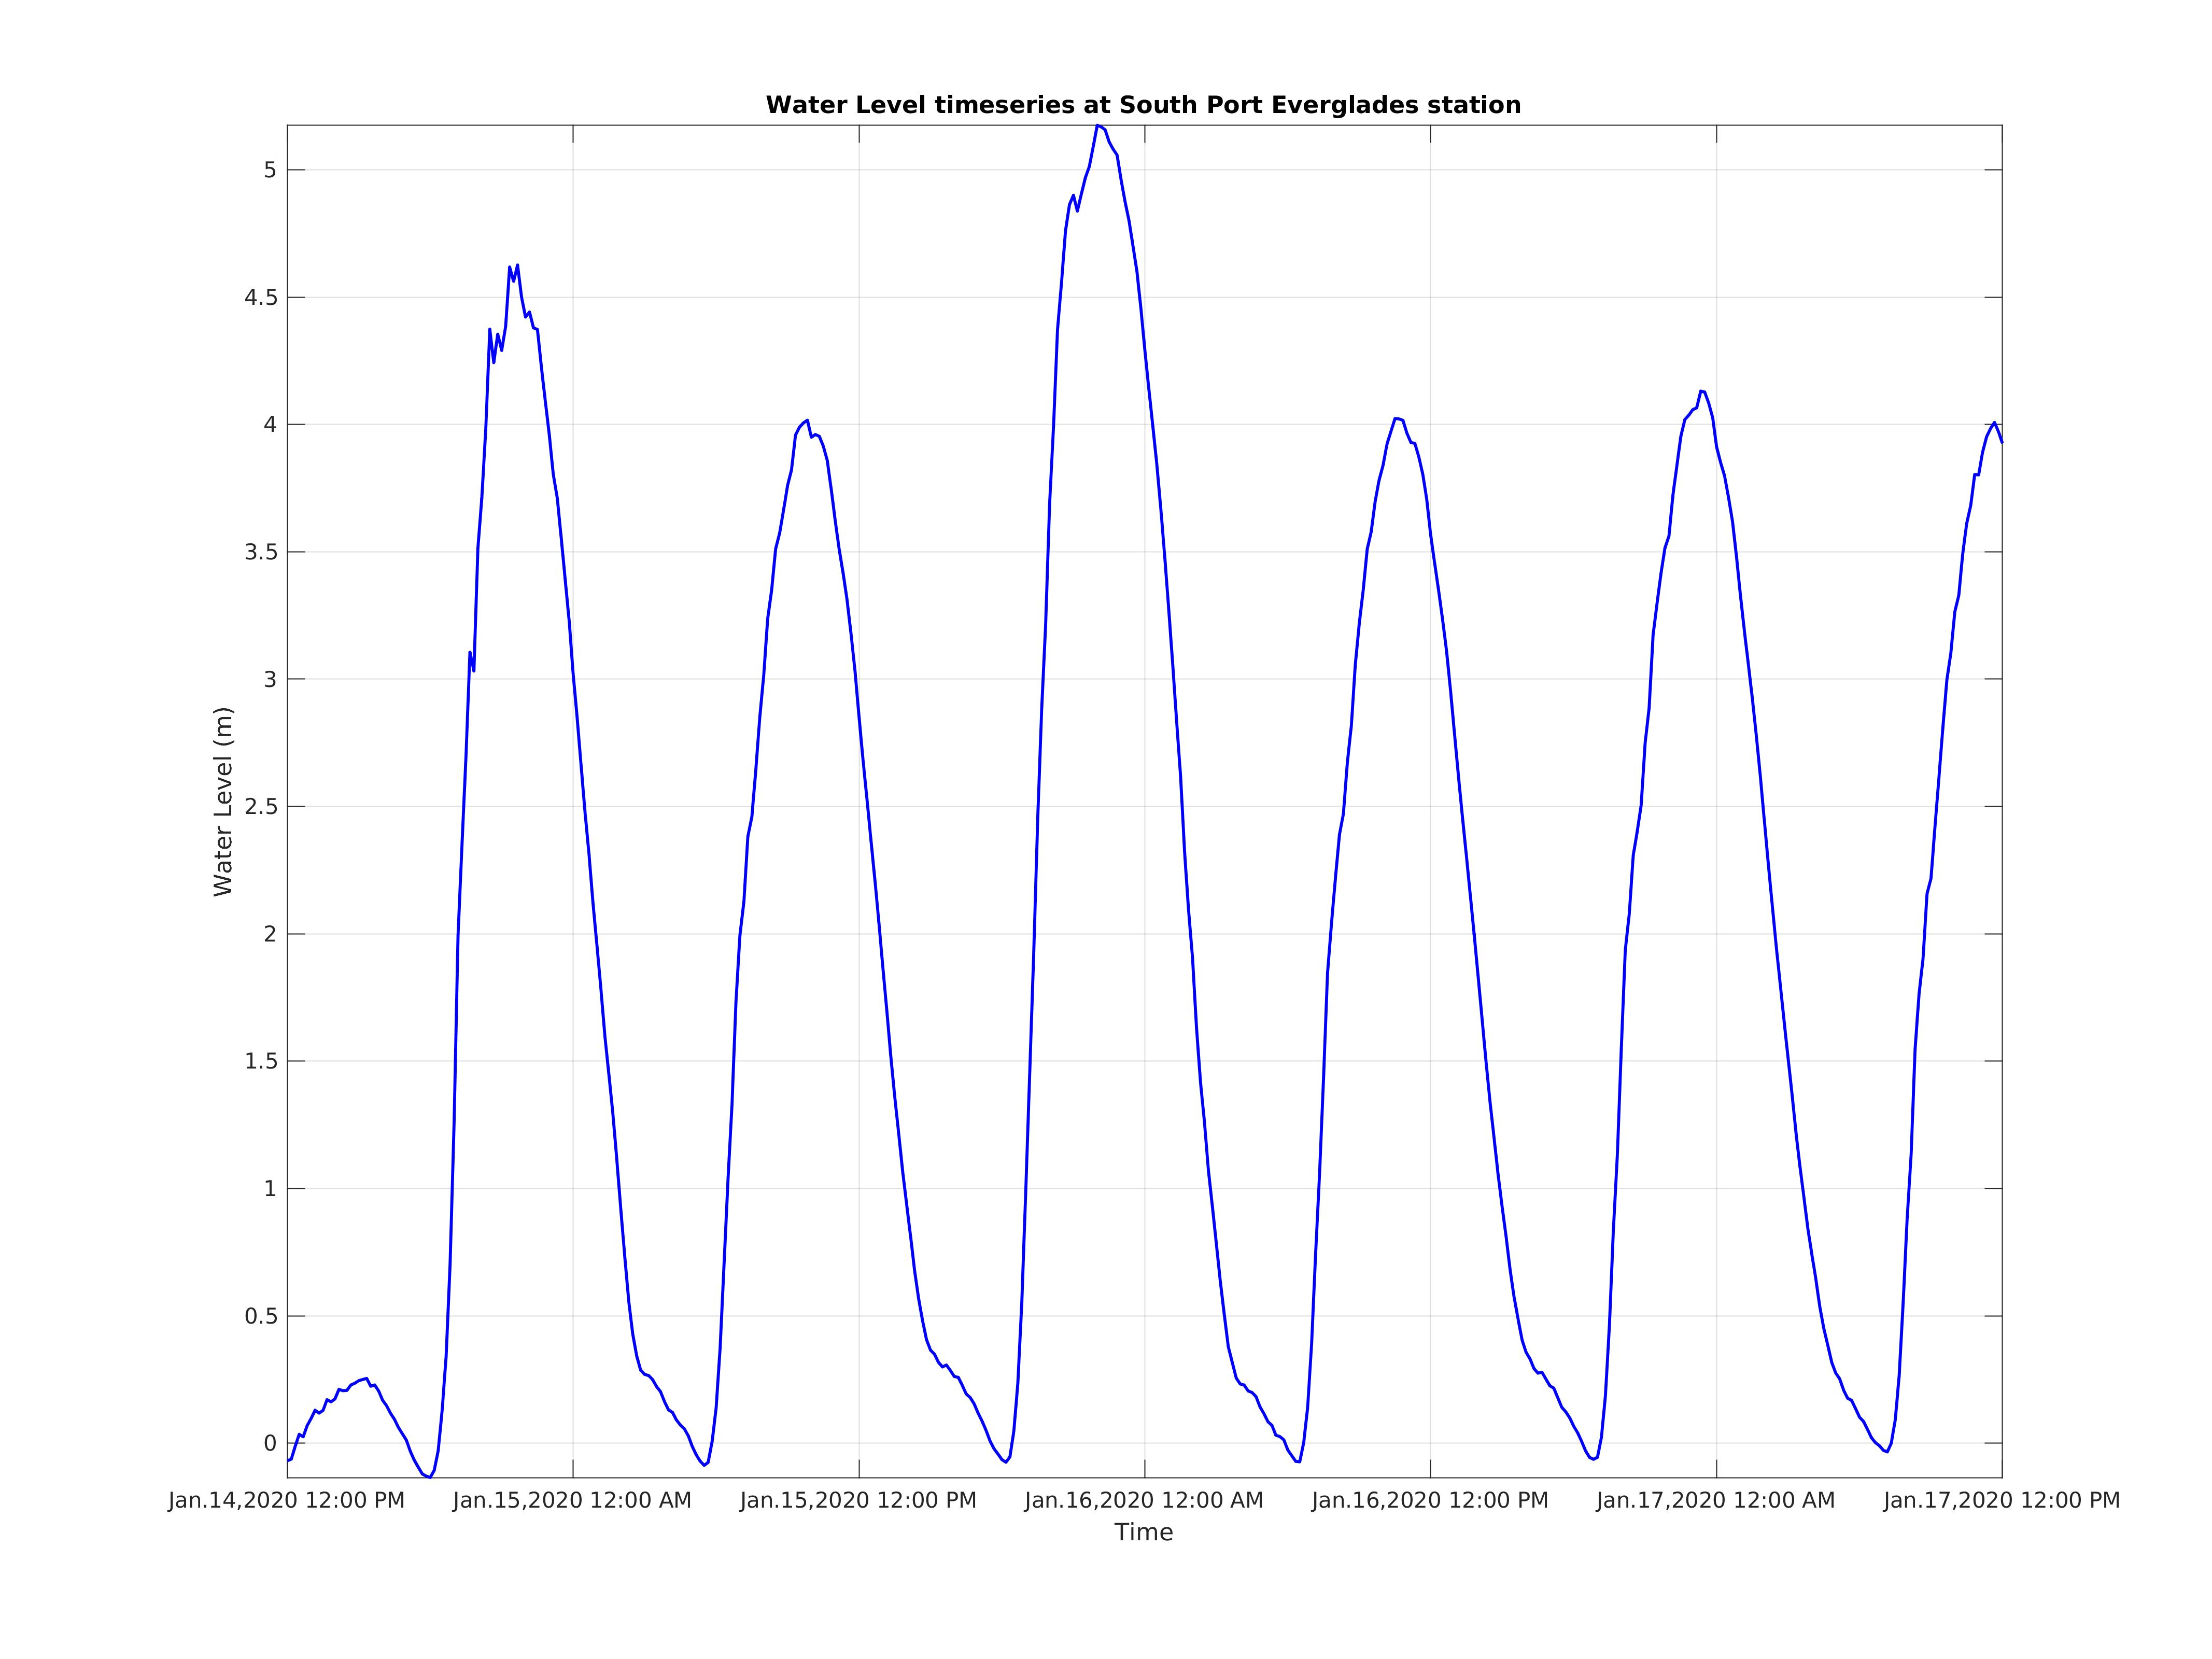 Water Level timeseries at South Port Everglades station
5
4.5
4
3.5
3
2.5
2
1.5
1
0.5
0
Water Level (m)
Jan.14,2020 12:00 PM
Jan.15,2020 12:00 AM
Jan.15,2020 12:00 PM
Jan.16,2020 12:00 AM
Jan.16,2020 12:00 PM
Jan.17,2020 12:00 AM
Jan.17,2020 12:00 PM
Time